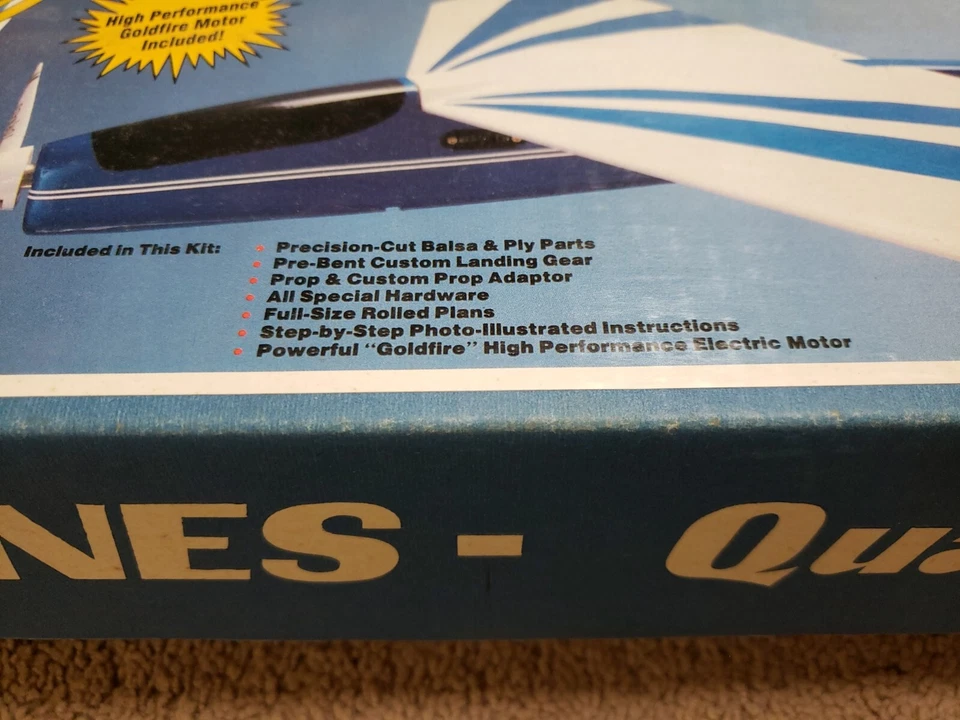 High Performance
Goldfire Motor
Included!
Included in This Kit:
Precision-Cut Balsa & Ply Parts
Pre-Bent Custom Landing Gear
Prop & Custom Prop Adaptor
All Special Hardware
Full-Size Rolled Plans
Step-by-Step Photo-Illustrated Instructions
Powerful “Goldfire” High Performance Electric Motor
NES - Qua